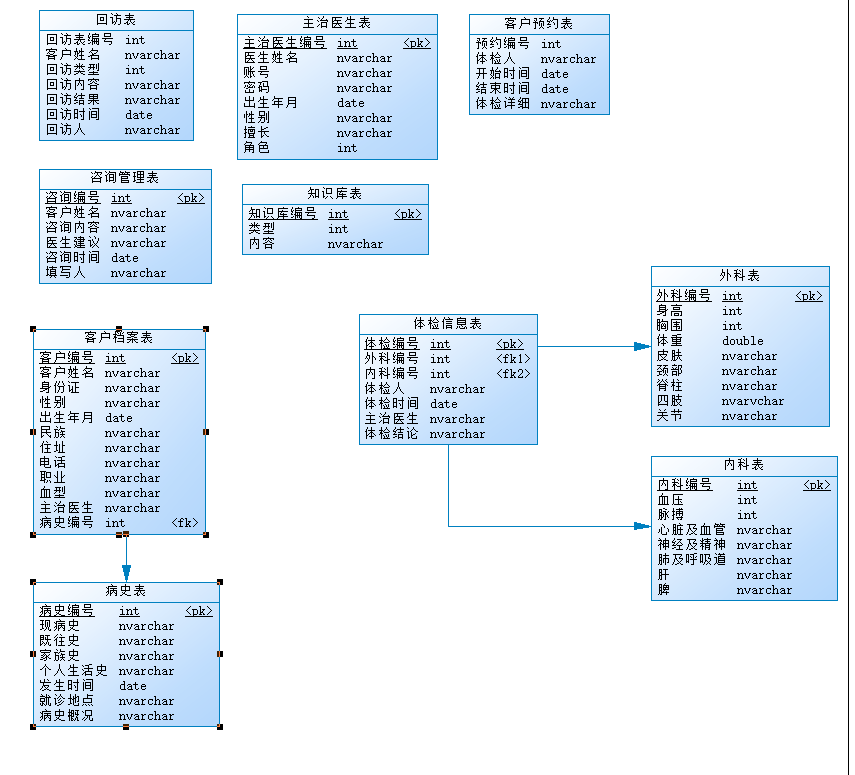 回访表
回访表编号 int
客户姓名 nvarchar
回访类型 int
回访内容 nvarchar
回访结果 nvarchar
回访时间 date
回访人 nvarchar
主治医生表
主治医生编号 int <pk>
医生姓名 nvarchar
账号 nvarchar
密码 nvarchar
出生年月 date
性别 nvarchar
擅长 nvarchar
角色 int
客户预约表
预约编号 int
体检人 nvarchar
开始时间 date
结束时间 date
体检详细 nvarchar
咨询管理表
咨询编号 int <pk>
客户姓名 nvarchar
咨询内容 nvarchar
医生建议 nvarchar
咨询时间 date
填写人 nvarchar
知识库表
知识库编号 int <pk>
类型 int
内容 nvarchar
客户档案表
客户编号 int <pk>
客户姓名 nvarchar
身份证 nvarchar
性别 nvarchar
出生年月 date
民族 nvarchar
住址 nvarchar
电话 nvarchar
职业 nvarchar
血型 nvarchar
主治医生 nvarchar
病史编号 int <fk>
体检信息表
体检编号 int <pk>
外科编号 int <fk1>
内科编号 int <fk2>
体检人 nvarchar
体检时间 date
主治医生 nvarchar
体检结论 nvarchar
外科表
外科编号 int <pk>
身高 int
胸围 int
体重 double
皮肤 nvarchar
颈部 nvarchar
脊柱 nvarchar
四肢 nvarvchar
关节 nvarchar
内科表
内科编号 int <pk>
血压 int
脉搏 int
心脏及血管 nvarchar
神经及精神 nvarchar
肺及呼吸道 nvarchar
肝 nvarchar
脾 nvarchar
病史表
病史编号 int <pk>
现病史 nvarchar
既往史 nvarchar
家族史 nvarchar
个人生活史 nvarchar
发生时间 date
就诊地点 nvarchar
病史概况 nvarchar